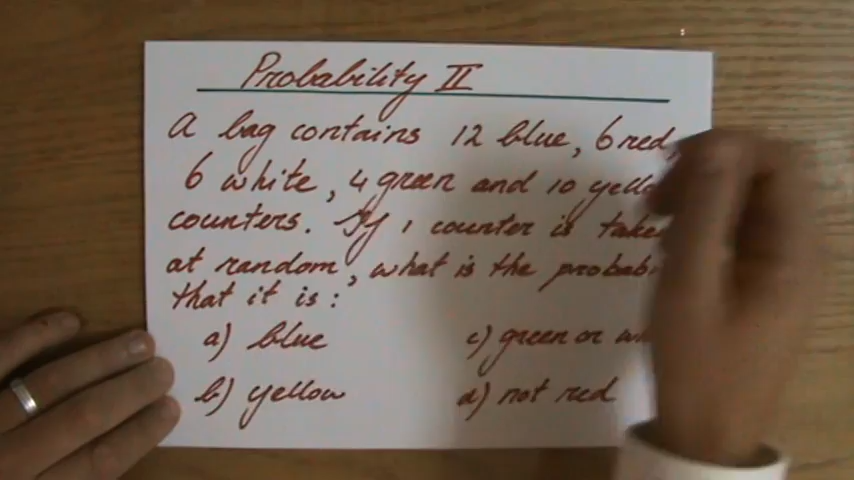 Probability II
A bag contains 12 blue, 6 red,
6 white, 4 green and 10
counters. If 1 counter is
at random, what is the
that it is :
a) blue
b) yellow
c) green or
d) not red